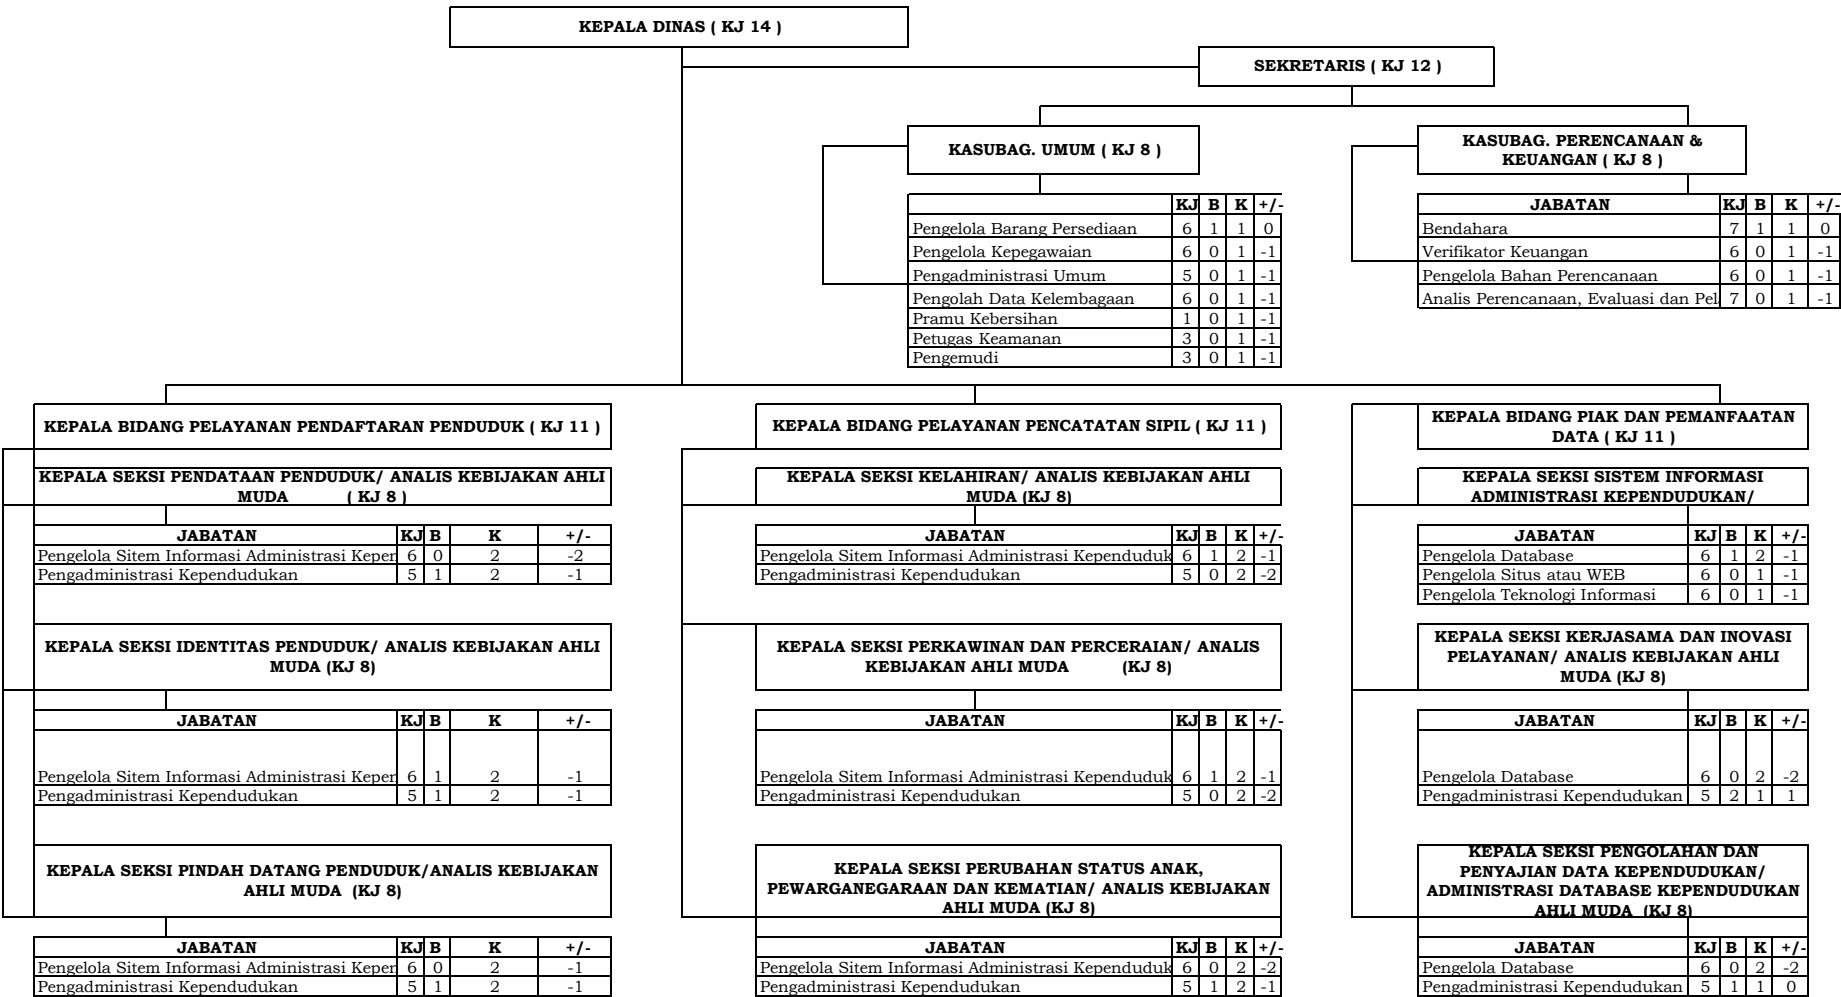 KEPALA DINAS ( KJ 14 )
SEKRETARIS ( KJ 12 )
KASUBAG. UMUM ( KJ 8 )
KJ B K +/-
Pengelola Barang Persediaan 6 1 1 0
Pengelola Kepegawaian 6 0 1 -1
Pengadministrasi Umum 5 0 1 -1
Pengolah Data Kelembagaan 6 0 1 -1
Pramu Kebersihan 1 0 1 -1
Petugas Keamanan 3 0 1 -1
Pengemudi 3 0 1 -1
KASUBAG. PERENCANAAN &
KEUANGAN ( KJ 8 )
JABATAN KJ B K +/-
Bendahara 7 1 1 0
Verifikator Keuangan 6 0 1 -1
Pengelola Bahan Perencanaan 6 0 1 -1
Analis Perencanaan, Evaluasi dan Pel 7 0 1 -1
KEPALA BIDANG PELAYANAN PENDAFTARAN PENDUDUK ( KJ 11 )
KEPALA SEKSI PENDATAAN PENDUDUK/ ANALIS KEBIJAKAN AHLI
MUDA ( KJ 8 )
JABATAN KJ B K +/-
Pengelola Sitem Informasi Administrasi Kepen 6 0 2 -2
Pengadministrasi Kependudukan 5 1 2 -1
KEPALA SEKSI IDENTITAS PENDUDUK/ ANALIS KEBIJAKAN AHLI
MUDA (KJ 8)
JABATAN KJ B K +/-
Pengelola Sitem Informasi Administrasi Kepen 6 1 2 -1
Pengadministrasi Kependudukan 5 1 2 -1
KEPALA SEKSI PINDAH DATANG PENDUDUK/ANALIS KEBIJAKAN
AHLI MUDA (KJ 8)
JABATAN KJ B K +/-
Pengelola Sitem Informasi Administrasi Kepen 6 0 2 -1
Pengadministrasi Kependudukan 5 1 2 -1
KEPALA BIDANG PELAYANAN PENCATATAN SIPIL ( KJ 11 )
KEPALA SEKSI KELAHIRAN/ ANALIS KEBIJAKAN AHLI
MUDA (KJ 8)
JABATAN KJ B K +/-
Pengelola Sitem Informasi Administrasi Kependuduk 6 1 2 -1
Pengadministrasi Kependudukan 5 0 2 -2
KEPALA SEKSI PERKAWINAN DAN PERCERAIAN/ ANALIS
KEBIJAKAN AHLI MUDA (KJ 8)
JABATAN KJ B K +/-
Pengelola Sitem Informasi Administrasi Kependuduk 6 1 2 -1
Pengadministrasi Kependudukan 5 0 2 -2
KEPALA SEKSI PERUBAHAN STATUS ANAK,
PEWARGANEGARAAN DAN KEMATIAN/ ANALIS KEBIJAKAN
AHLI MUDA (KJ 8)
JABATAN KJ B K +/-
Pengelola Sitem Informasi Administrasi Kependuduk 6 0 2 -2
Pengadministrasi Kependudukan 5 1 2 -1
KEPALA BIDANG PIAK DAN PEMANFAATAN
DATA ( KJ 11 )
KEPALA SEKSI SISTEM INFORMASI
ADMINISTRASI KEPENDUDUKAN/
JABATAN KJ B K +/-
Pengelola Database 6 1 2 -1
Pengelola Situs atau WEB 6 0 1 -1
Pengelola Teknologi Informasi 6 0 1 -1
KEPALA SEKSI KERJASAMA DAN INOVASI
PELAYANAN/ ANALIS KEBIJAKAN AHLI
MUDA (KJ 8)
JABATAN KJ B K +/-
Pengelola Database 6 0 2 -2
Pengadministrasi Kependudukan 5 2 1 1
KEPALA SEKSI PENGOLAHAN DAN
PENYAJIAN DATA KEPENDUDUKAN/
ADMINISTRASI DATABASE KEPENDUDUKAN
AHLI MUDA (KJ 8)
JABATAN KJ B K +/-
Pengelola Database 6 0 2 -2
Pengadministrasi Kependudukan 5 1 1 0